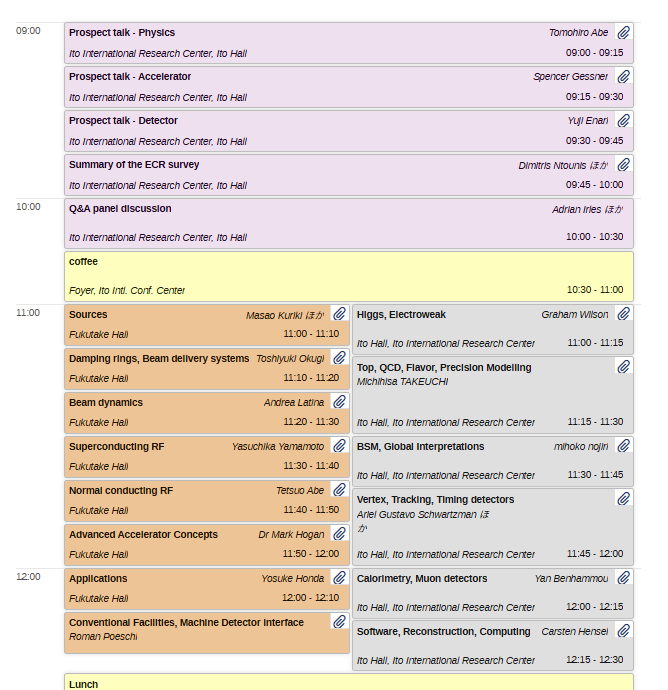 09:00
Prospect talk - Physics Tomohiro Abe
Ito International Research Center, Ito Hall 09:00 - 09:15
Prospect talk - Accelerator Spencer Gessner
Ito International Research Center, Ito Hall 09:15 - 09:30
Prospect talk - Detector Yuji Enari
Ito International Research Center, Ito Hall 09:30 - 09:45
Summary of the ECR survey Dimitris Ntounis ほか
Ito International Research Center, Ito Hall 09:45 - 10:00
10:00
Q&A panel discussion Adrian Irles ほか
Ito International Research Center, Ito Hall 10:00 - 10:30
coffee
Foyer, Ito Intl. Conf. Center 10:30 - 11:00
11:00
Sources Masao Kuriki ほか
Fukutake Hall 11:00 - 11:10
Damping rings, Beam delivery systems Toshiyuki Okugi
Fukutake Hall 11:10 - 11:20
Beam dynamics Andrea Latina
Fukutake Hall 11:20 - 11:30
Superconducting RF Yasuchika Yamamoto
Fukutake Hall 11:30 - 11:40
Normal conducting RF Tetsuo Abe
Fukutake Hall 11:40 - 11:50
Advanced Accelerator Concepts Dr Mark Hogan
Fukutake Hall 11:50 - 12:00
12:00
Applications Yosuke Honda
Fukutake Hall 12:00 - 12:10
Conventional Facilities, Machine Detector Interface
Roman Poeschl
Higgs, Electroweak Graham Wilson
Ito Hall, Ito International Research Center 11:00 - 11:15
Top, QCD, Flavor, Precision Modelling
Michihisa TAKEUCHI
Ito Hall, Ito International Research Center 11:15 - 11:30
BSM, Global Interpretations mihoko nojiri
Ito Hall, Ito International Research Center 11:30 - 11:45
Vertex, Tracking, Timing detectors
Ariel Gustavo Schwartzman ほ
か
Ito Hall, Ito International Research Center 11:45 - 12:00
Calorimetry, Muon detectors Yan Benhammou
Ito Hall, Ito International Research Center 12:00 - 12:15
Software, Reconstruction, Computing Carsten Hensel
Ito Hall, Ito International Research Center 12:15 - 12:30
Lunch